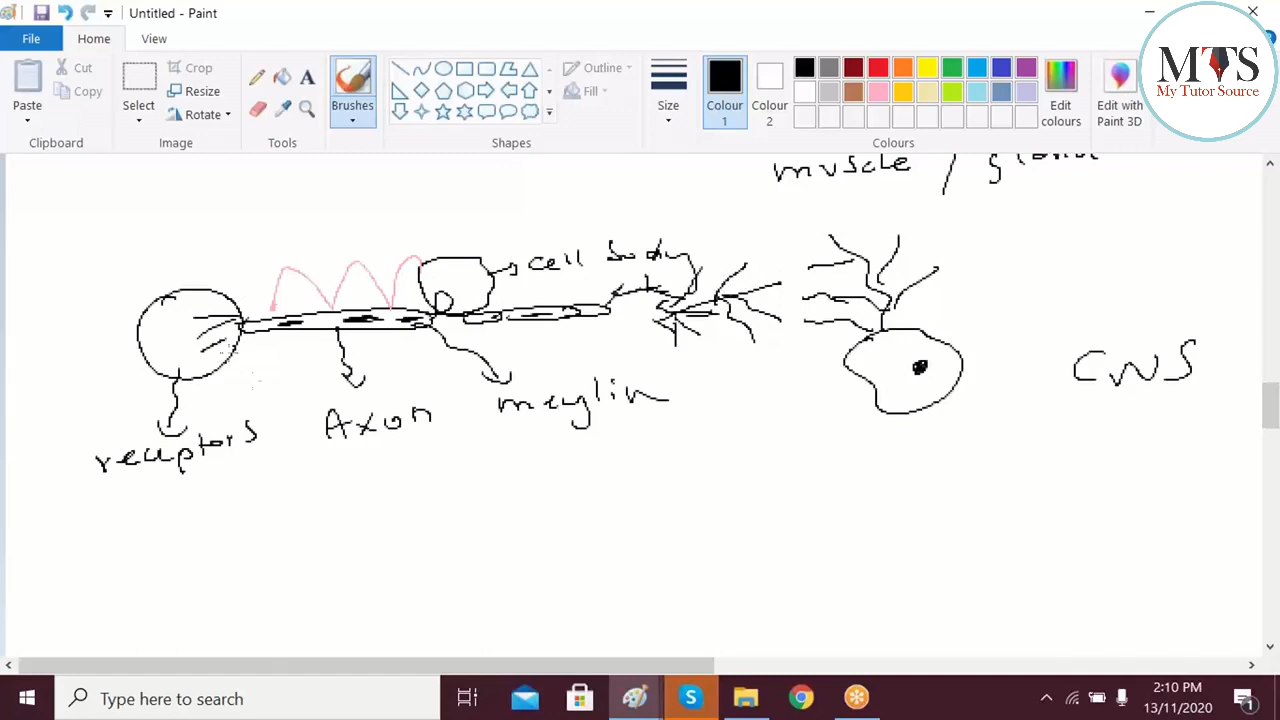 Untitled - Paint
File
Home
View
Paste
Cut
Copy
Clipboard
Select
Crop
Resize
Rotate
Image
Tools
Brushes
Shapes
Outline
Fill
Size
Colour 1
Colour 2
Edit colours
Edit with Paint 3D
Colours
MTS
My Tutor Source
muscle /
cell body
CNS
meylin
Axon
receptors
Type here to search
2:10 PM
13/11/2020
1